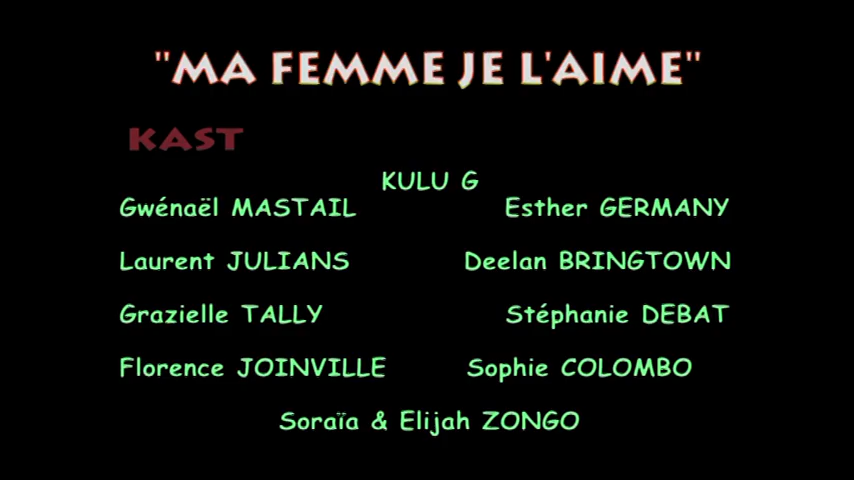 "MA FEMME JE L'AIME"
KAST
KULU G
Gwénaël MASTAIL Esther GERMANY
Laurent JULIANS Deelan BRINGTOWN
Grazielle TALLY Stéphanie DEBAT
Florence JOINVILLE Sophie COLOMBO
Soraïa & Elijah ZONGO